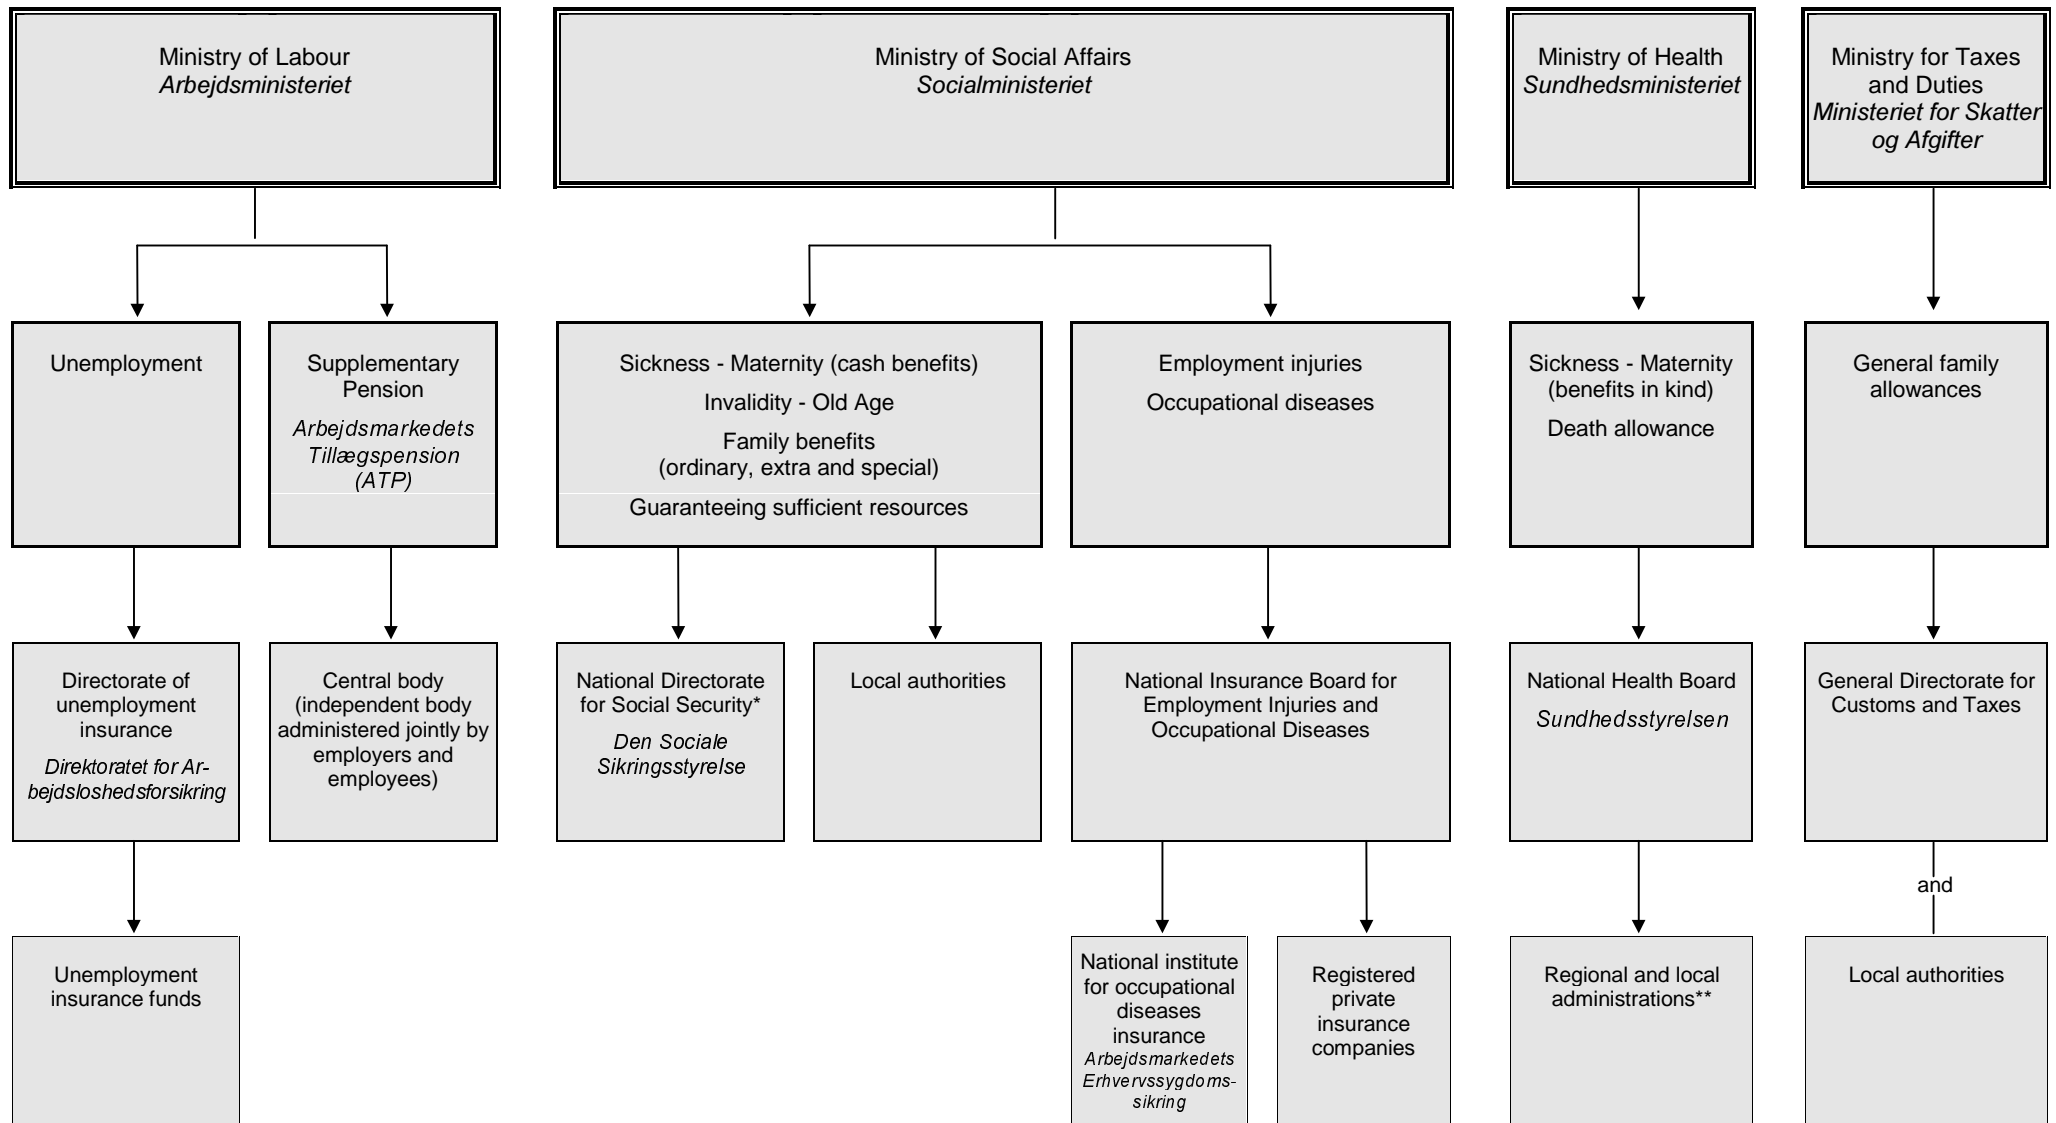 Ministry of Labour
Arbejdsministeriet
Ministry of Social Affairs
Socialministeriet
Ministry of Health
Sundhedsministeriet
Ministry for Taxes
and Duties
Ministeriet for Skatter
og Afgifter
Unemployment
Supplementary
Pension
Arbejdsmarkedets
Tillægspension
(ATP)
Sickness - Maternity (cash benefits)
Invalidity - Old Age
Family benefits
(ordinary, extra and special)
Guaranteeing sufficient resources
Employment injuries
Occupational diseases
Sickness - Maternity
(benefits in kind)
Death allowance
General family
allowances
Directorate of
unemployment
insurance
Direktoratet for Ar-
bejdsloshedsforsikring
Central body
(independent body
administered jointly by
employers and
employees)
National Directorate
for Social Security*
Den Sociale
Sikringsstyrelse
Local authorities
National Insurance Board for
Employment Injuries and
Occupational Diseases
National Health Board
Sundhedsstyrelsen
General Directorate for
Customs and Taxes
and
Unemployment
insurance funds
National institute
for occupational
diseases
insurance
Arbejdsmarkedets
Erhvervssygdoms-
sikring
Registered
private
insurance
companies
Regional and local
administrations**
Local authorities